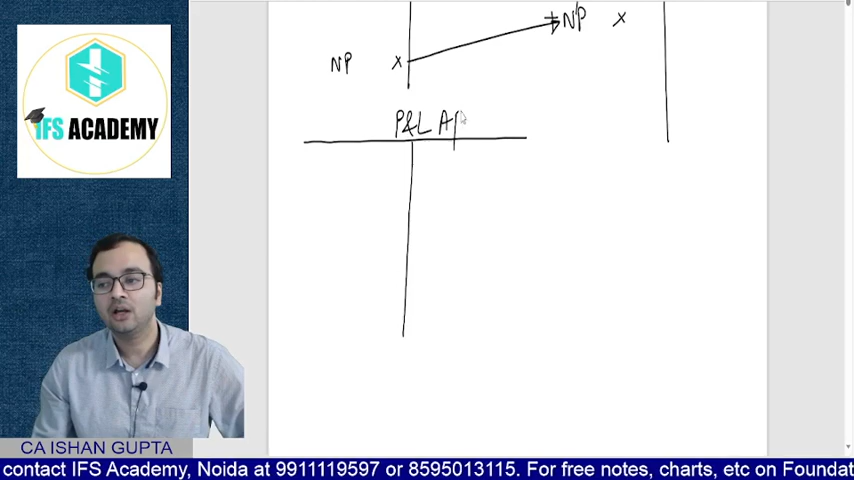 NP x
+ NP x
P&L Ap
IFS ACADEMY
CA ISHAN GUPTA
contact IFS Academy, Noida at 9911119597 or 8595013115. For free notes, charts, etc on Foundat